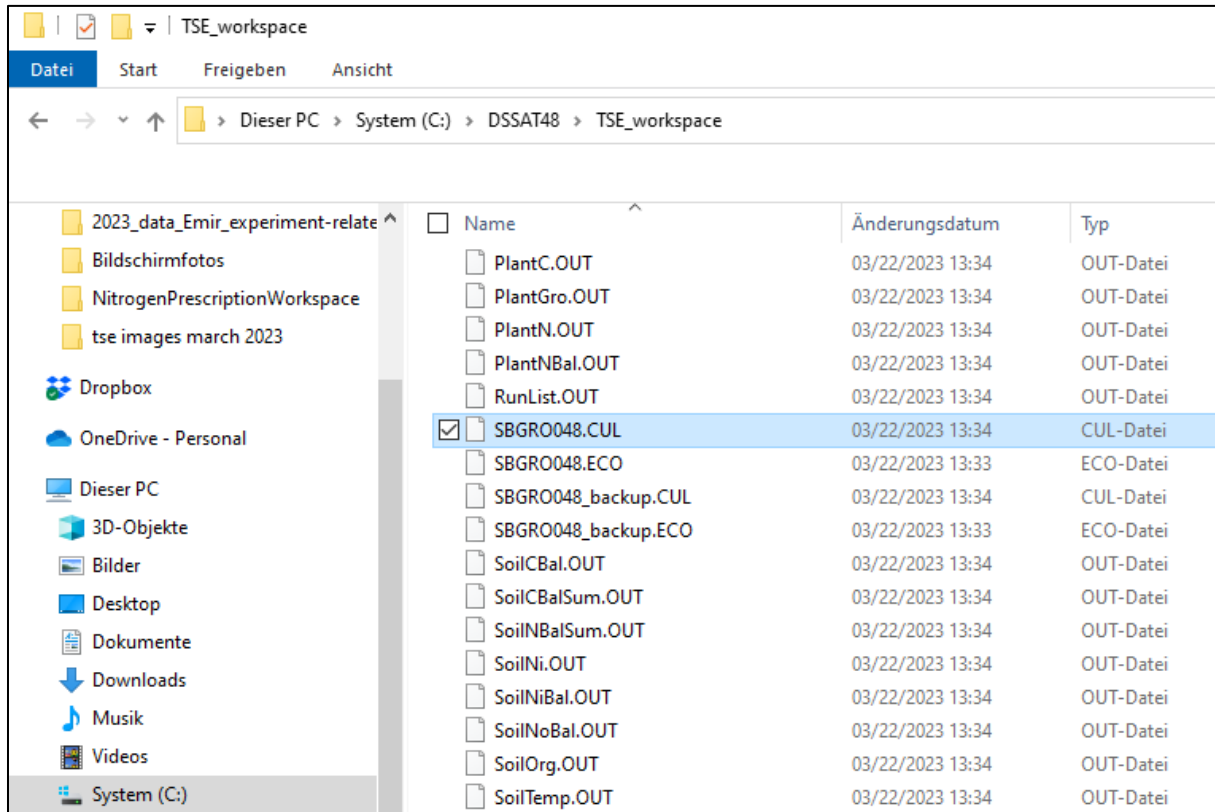 TSE_workspace
Datei Start Freigeben Ansicht
Dieser PC > System (C:) > DSSAT48 > TSE_workspace
2023_data_Emir_experiment-relate
Bildschirmfotos
NitrogenPrescriptionWorkspace
tse images march 2023
Dropbox
OneDrive - Personal
Dieser PC
3D-Objekte
Bilder
Desktop
Dokumente
Downloads
Musik
Videos
System (C:)
Name Änderungsdatum Typ
PlantC.OUT 03/22/2023 13:34 OUT-Datei
PlantGro.OUT 03/22/2023 13:34 OUT-Datei
PlantN.OUT 03/22/2023 13:34 OUT-Datei
PlantNBal.OUT 03/22/2023 13:34 OUT-Datei
RunList.OUT 03/22/2023 13:34 OUT-Datei
SBGRO048.CUL 03/22/2023 13:34 CUL-Datei
SBGRO048.ECO 03/22/2023 13:33 ECO-Datei
SBGRO048_backup.CUL 03/22/2023 13:34 CUL-Datei
SBGRO048_backup.ECO 03/22/2023 13:33 ECO-Datei
SoilCBal.OUT 03/22/2023 13:34 OUT-Datei
SoilCBalSum.OUT 03/22/2023 13:34 OUT-Datei
SoilNBalSum.OUT 03/22/2023 13:34 OUT-Datei
SoilNi.OUT 03/22/2023 13:34 OUT-Datei
SoilNiBal.OUT 03/22/2023 13:34 OUT-Datei
SoilNoBal.OUT 03/22/2023 13:34 OUT-Datei
SoilOrg.OUT 03/22/2023 13:34 OUT-Datei
SoilTemp.OUT 03/22/2023 13:34 OUT-Datei